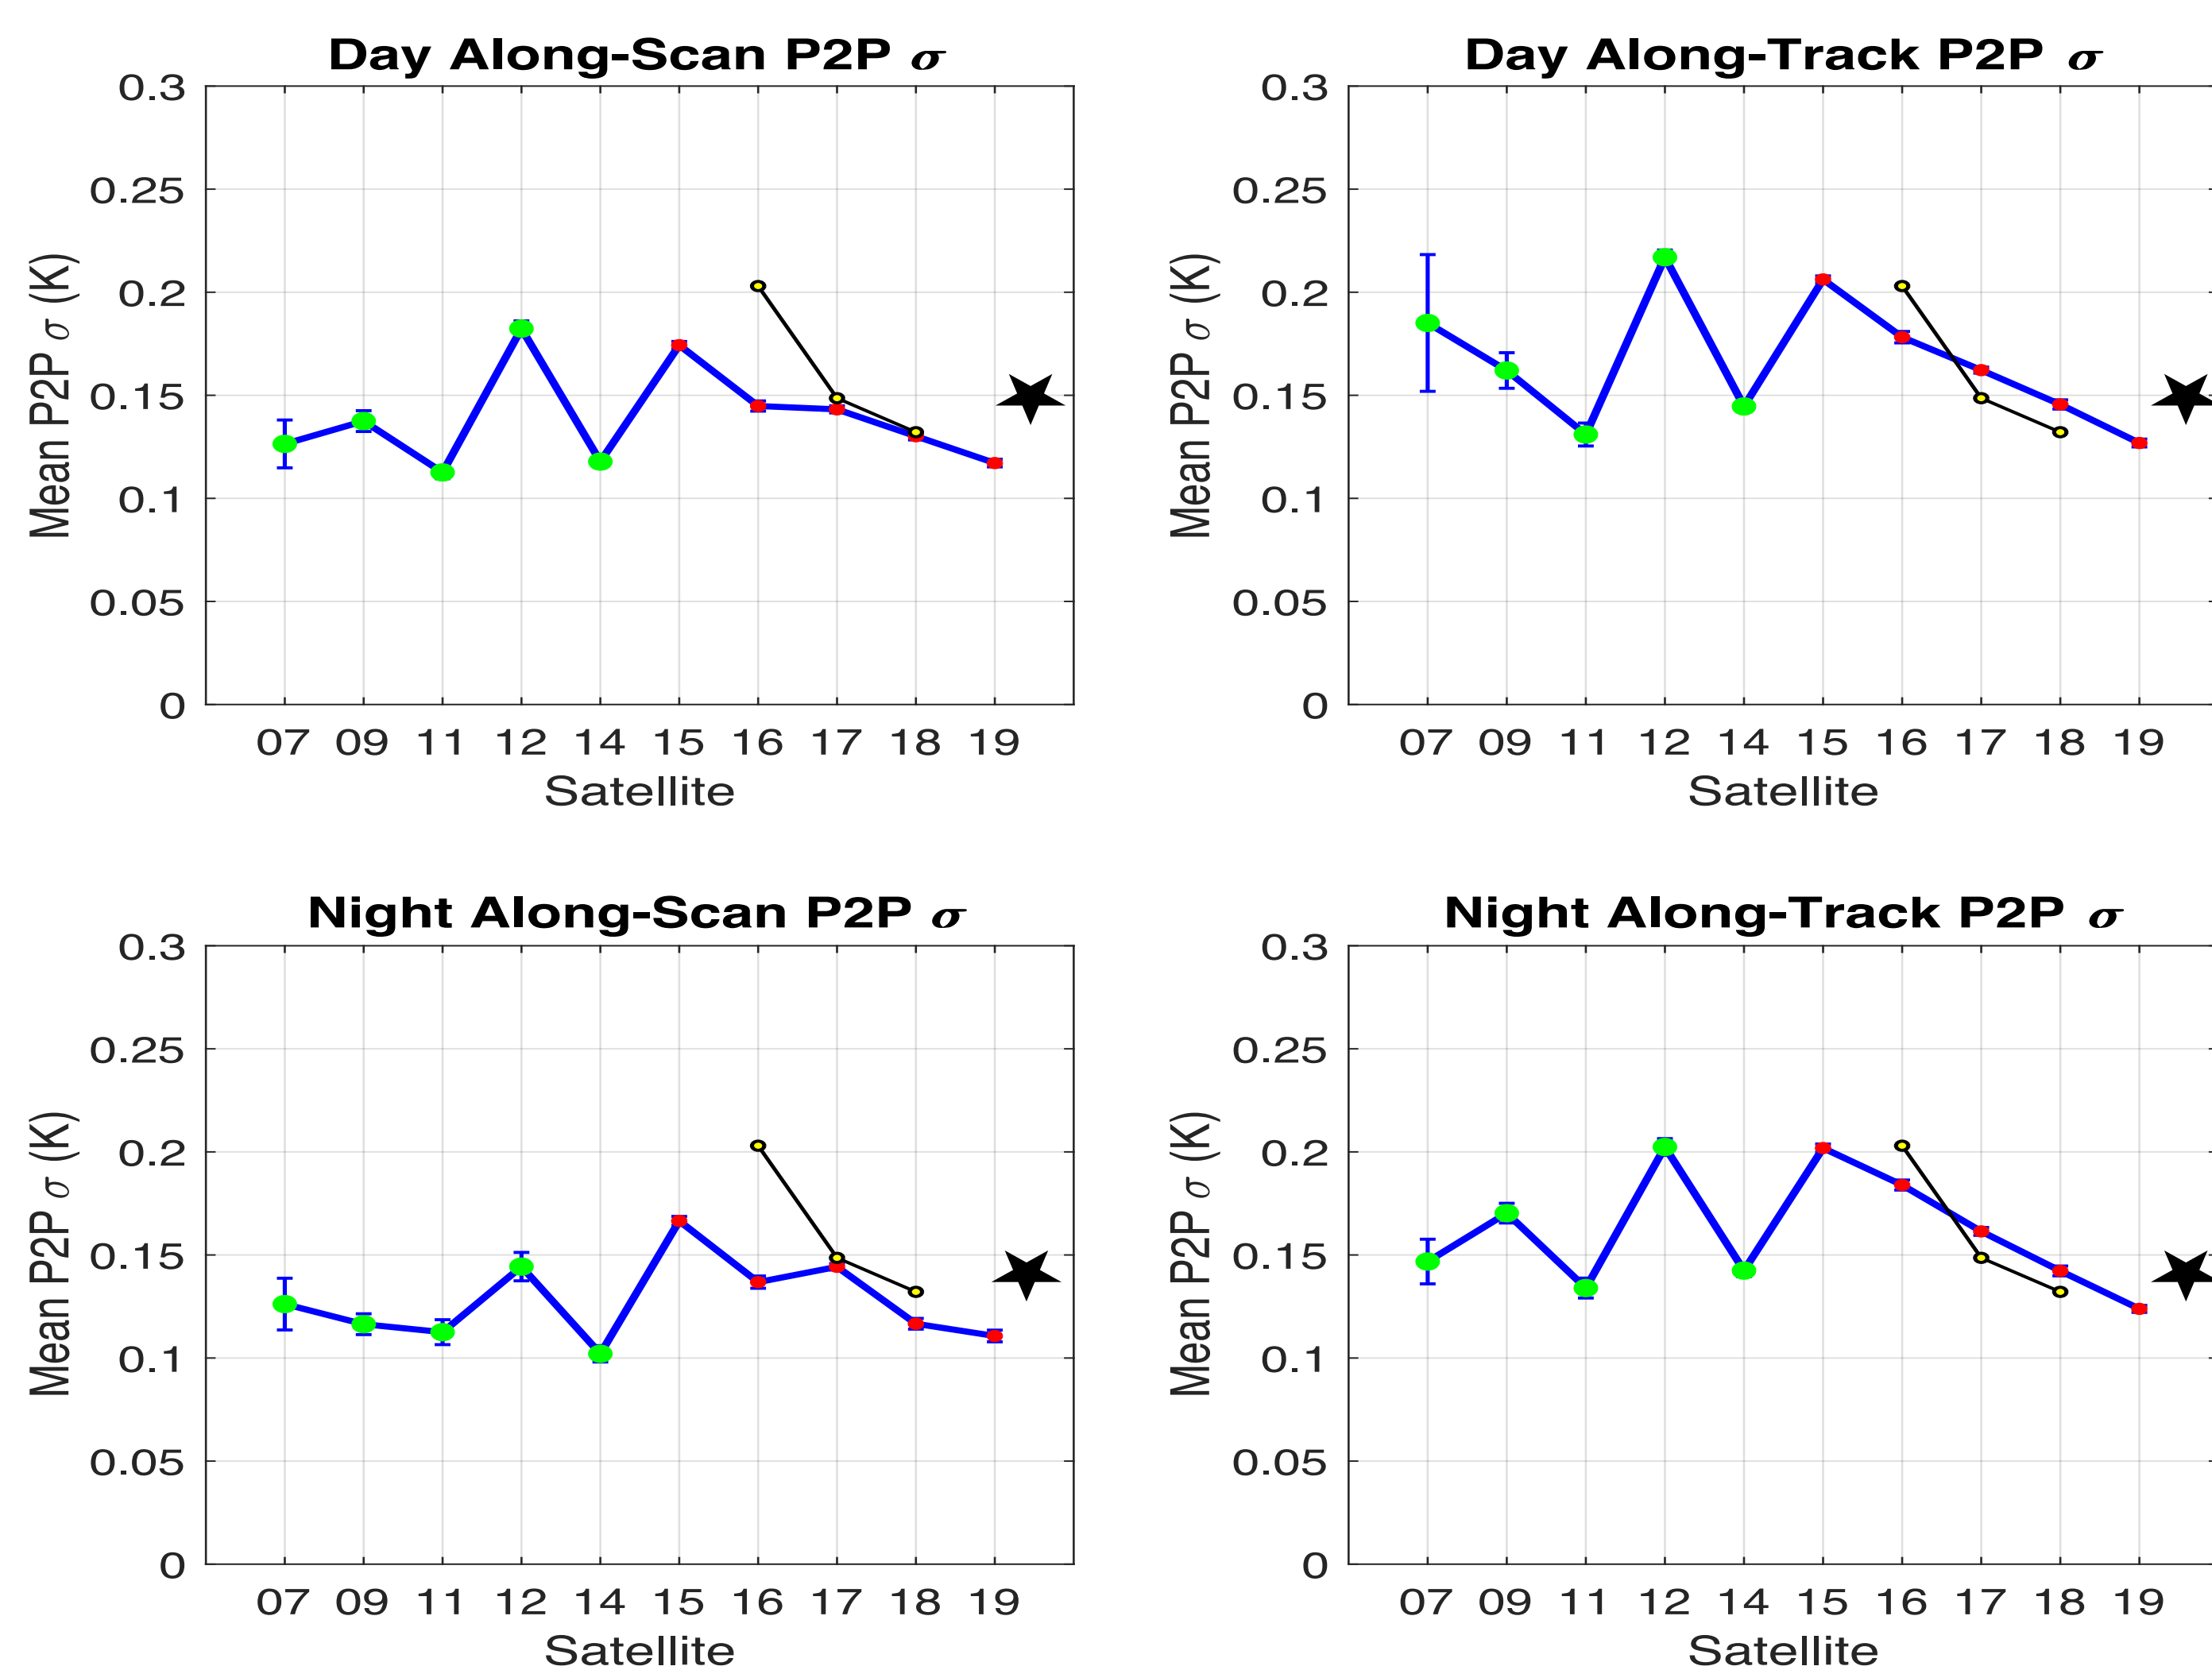 Day Along-Scan P2P σ
0.3
0.25
0.2
0.15
0.1
0.05
0
Mean P2P σ (K)
07 09 11 12 14 15 16 17 18 19
Satellite
Day Along-Track P2P σ
0.3
0.25
0.2
0.15
0.1
0.05
0
Mean P2P σ (K)
07 09 11 12 14 15 16 17 18 19
Satellite
Night Along-Scan P2P σ
0.3
0.25
0.2
0.15
0.1
0.05
0
Mean P2P σ (K)
07 09 11 12 14 15 16 17 18 19
Satellite
Night Along-Track P2P σ
0.3
0.25
0.2
0.15
0.1
0.05
0
Mean P2P σ (K)
07 09 11 12 14 15 16 17 18 19
Satellite